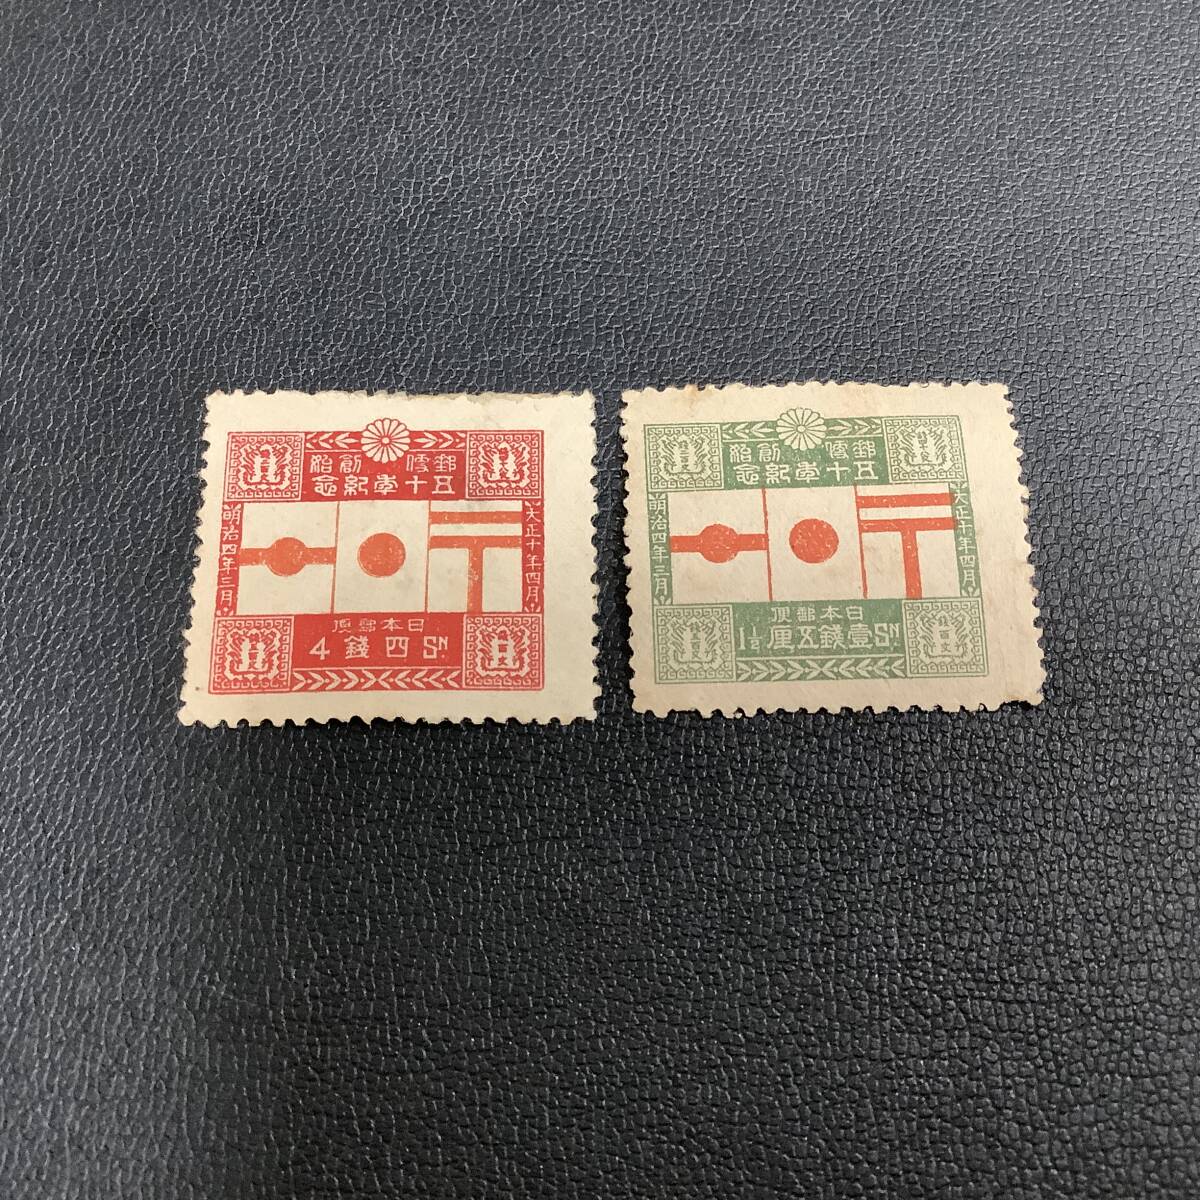 郵便創始
五十年紀念
大正十年四月
明治四年三月
日本郵便
Sⁿ. 四錢 4
郵便創始
五十年紀念
大正十年四月
明治四年三月
日本郵便
Sⁿ. 壹錢五厘 1½